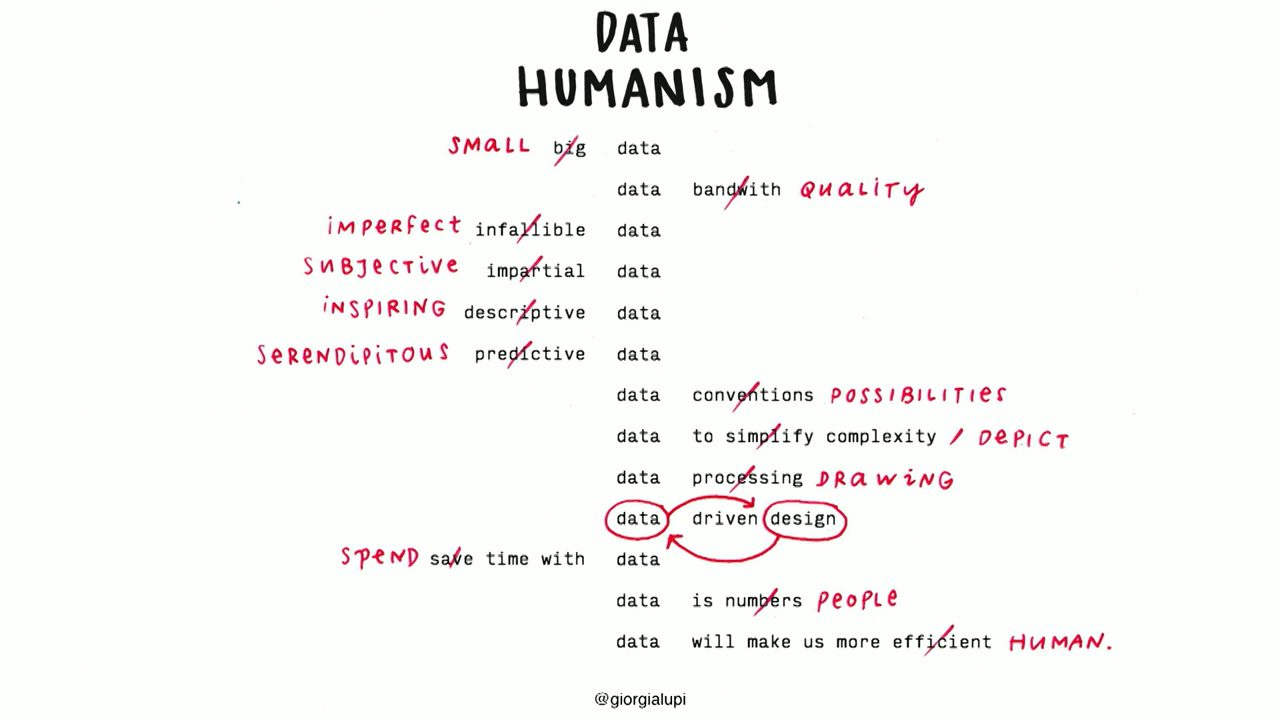 DATA
HUMANISM
SMALL big data
data bandwith QUALITY
IMPERFECT infallible data
SUBJECTIVE impartial data
INSPIRING descriptive data
SERENDIPITOUS predictive data
data conventions POSSIBILITIES
data to simplify complexity / DEPICT
data processing DRAWING
data driven design
SPEND save time with data
data is numbers PEOPLE
data will make us more efficient HUMAN.
@giorgialupi